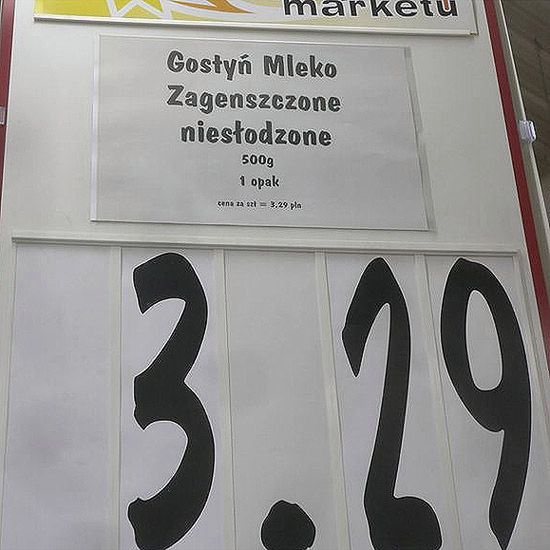 marketu
Gostyń Mleko
Zagenszczone
niesłodzone
500g
1 opak
cena za szt = 3,29 pln
3.29